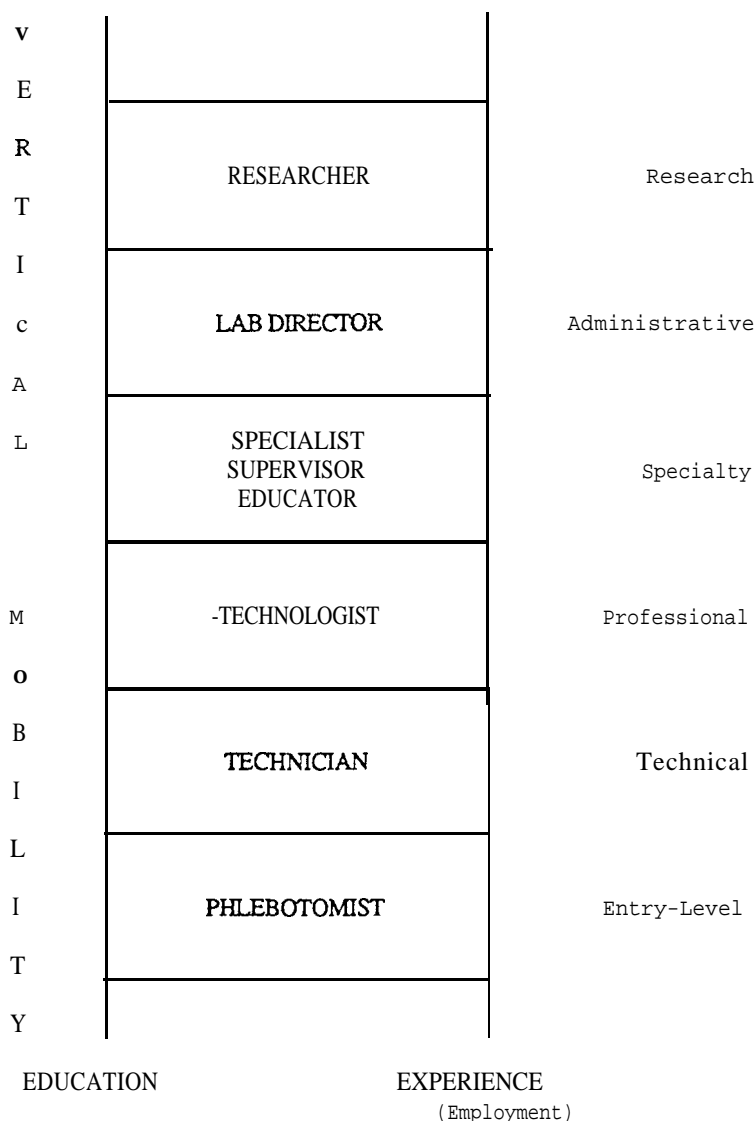 v
E
R
T
I
c
A
L
M
o
B
I
L
I
T
Y
RESEARCHER Research
LAB DIRECTOR Administrative
SPECIALIST
SUPERVISOR Specialty
EDUCATOR
-TECHNOLOGIST Professional
TECHNICIAN Technical
PHLEBOTOMIST Entry-Level
EDUCATION EXPERIENCE
(Employment)